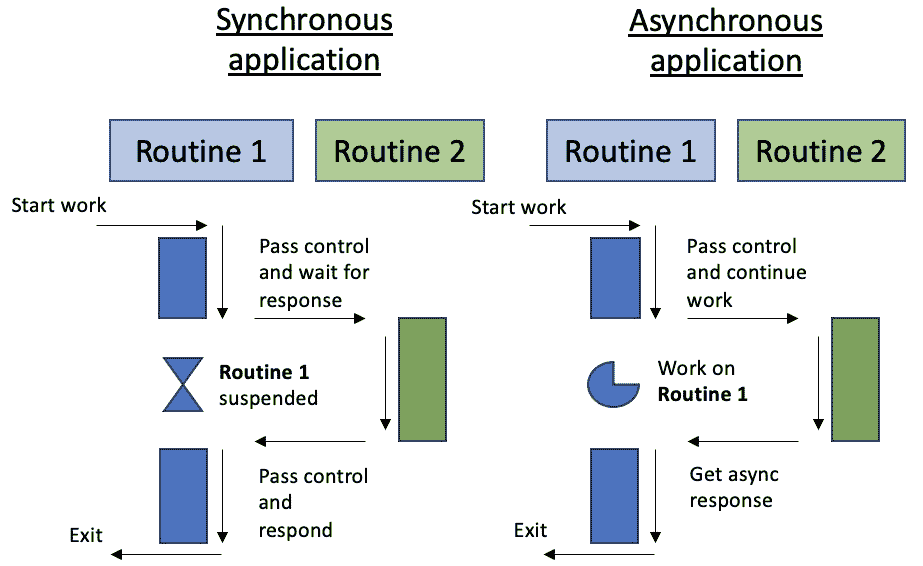 Synchronous
application
Asynchronous
application
Routine 1
Routine 2
Routine 1
Routine 2
Start work
Pass control
and wait for
response
Routine 1
suspended
Pass control
and
respond
Exit
Start work
Pass control
and continue
work
Work on
Routine 1
Get async
response
Exit